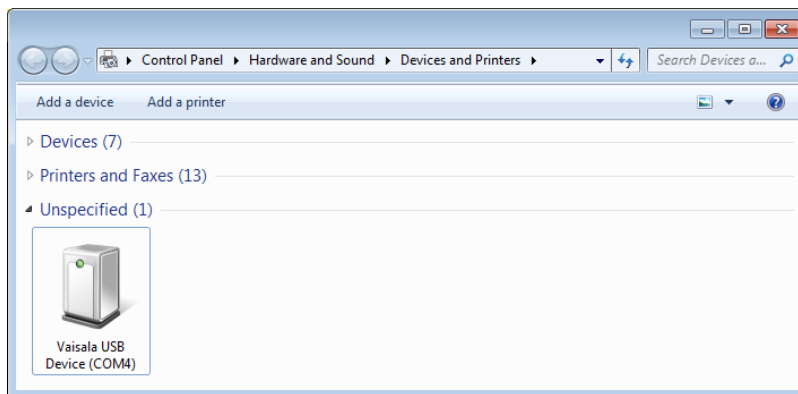 Control Panel Hardware and Sound Devices and Printers Search Devices a...
Add a device Add a printer
Devices (7)
Printers and Faxes (13)
Unspecified (1)
Vaisala USB
Device (COM4)